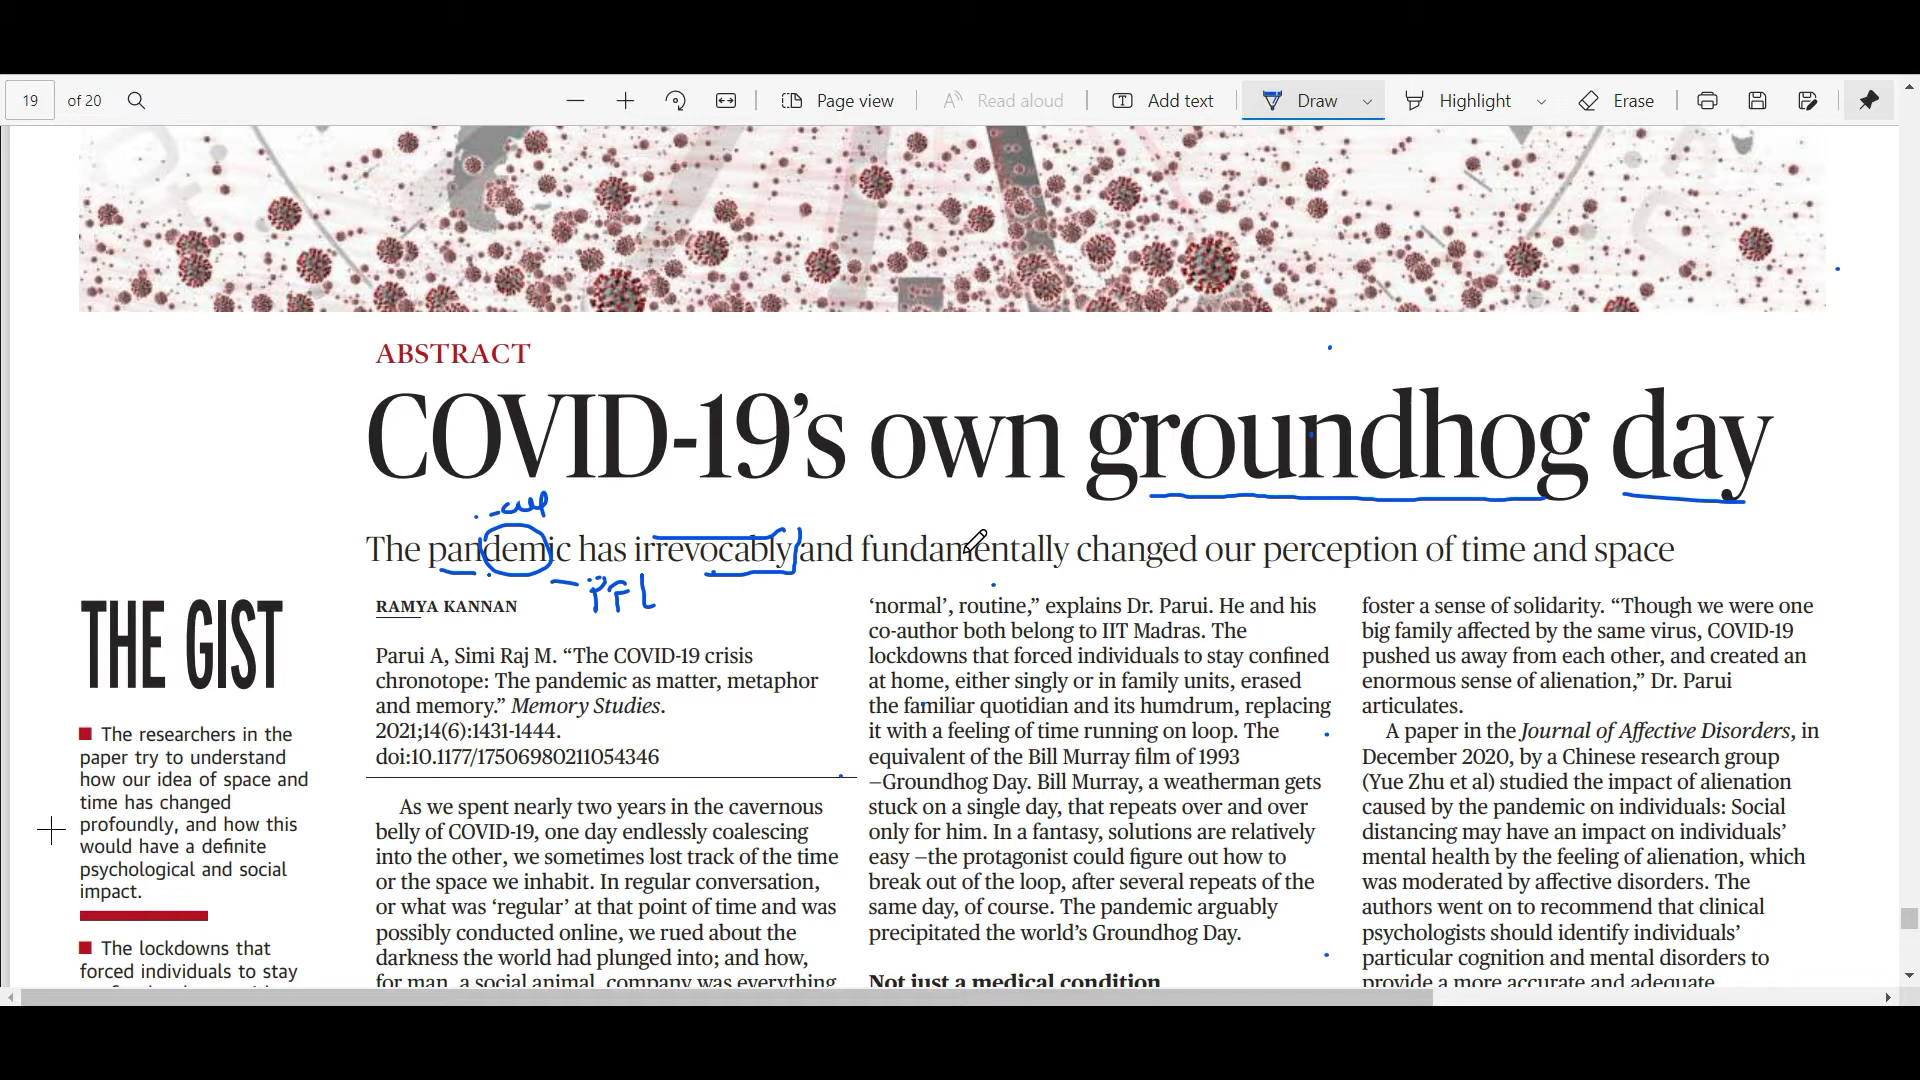 19 of 20 Page view Read aloud Add text Draw Highlight Erase
ABSTRACT
COVID-19’s own groundhog day
The pandemic has irrevocably and fundamentally changed our perception of time and space
THE GIST
The researchers in the
paper try to understand
how our idea of space and
time has changed
profoundly, and how this
would have a definite
psychological and social
impact.
The lockdowns that
forced individuals to stay
RAMYA KANNAN
Parui A, Simi Raj M. “The COVID-19 crisis
chronotope: The pandemic as matter, metaphor
and memory.” Memory Studies.
2021;14(6):1431-1444.
doi:10.1177/17506980211054346
As we spent nearly two years in the cavernous
belly of COVID-19, one day endlessly coalescing
into the other, we sometimes lost track of the time
or the space we inhabit. In regular conversation,
or what was ‘regular’ at that point of time and was
possibly conducted online, we rued about the
darkness the world had plunged into; and how,
for man, a social animal, company was everything
‘normal’, routine,” explains Dr. Parui. He and his
co-author both belong to IIT Madras. The
lockdowns that forced individuals to stay confined
at home, either singly or in family units, erased
the familiar quotidian and its humdrum, replacing
it with a feeling of time running on loop. The
equivalent of the Bill Murray film of 1993
—Groundhog Day. Bill Murray, a weatherman gets
stuck on a single day, that repeats over and over
only for him. In a fantasy, solutions are relatively
easy —the protagonist could figure out how to
break out of the loop, after several repeats of the
same day, of course. The pandemic arguably
precipitated the world’s Groundhog Day.
Not just a medical condition
foster a sense of solidarity. “Though we were one
big family affected by the same virus, COVID-19
pushed us away from each other, and created an
enormous sense of alienation,” Dr. Parui
articulates.
A paper in the Journal of Affective Disorders, in
December 2020, by a Chinese research group
(Yue Zhu et al) studied the impact of alienation
caused by the pandemic on individuals: Social
distancing may have an impact on individuals’
mental health by the feeling of alienation, which
was moderated by affective disorders. The
authors went on to recommend that clinical
psychologists should identify individuals’
particular cognition and mental disorders to
provide a more accurate and adequate